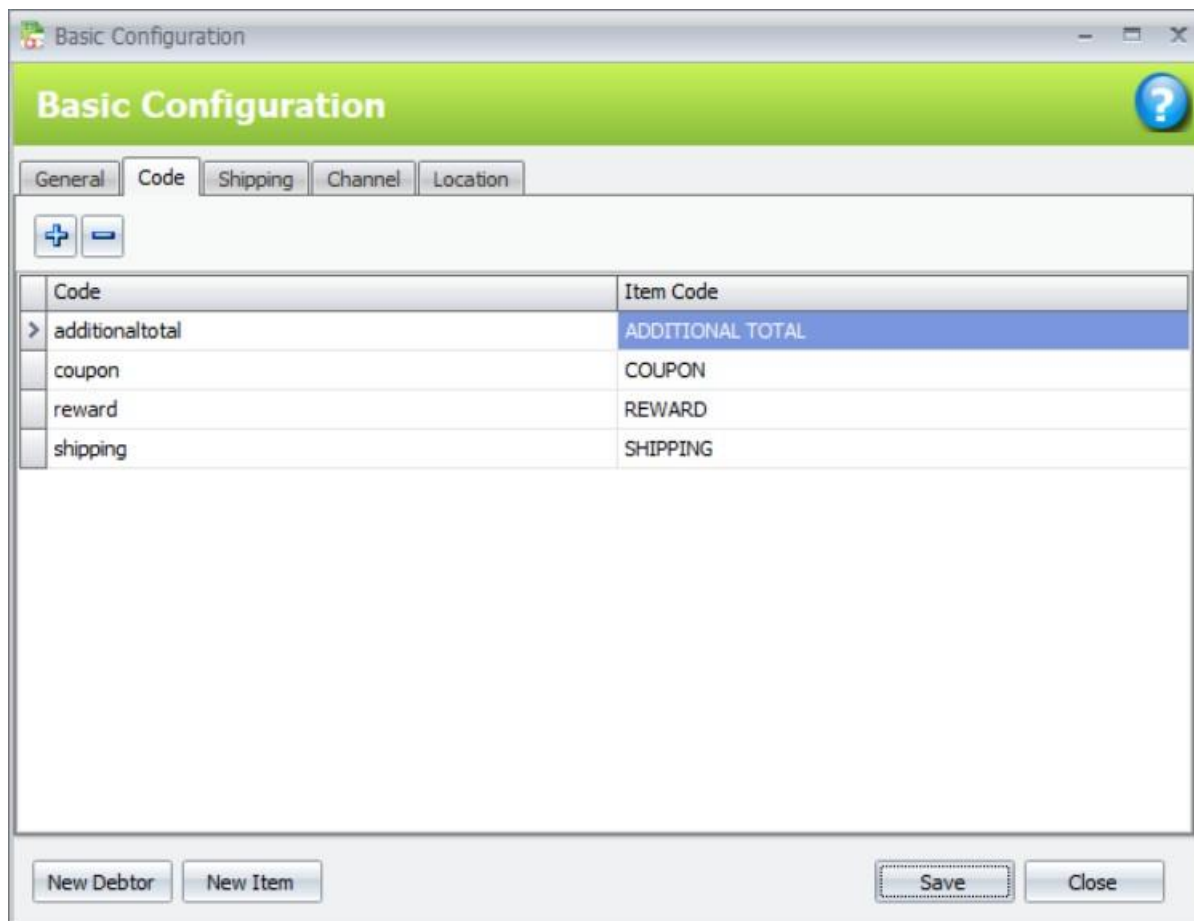 Basic Configuration
Basic Configuration
?
General Code Shipping Channel Location
Code Item Code
additionaltotal ADDITIONAL TOTAL
coupon COUPON
reward REWARD
shipping SHIPPING
New Debtor New Item Save Close